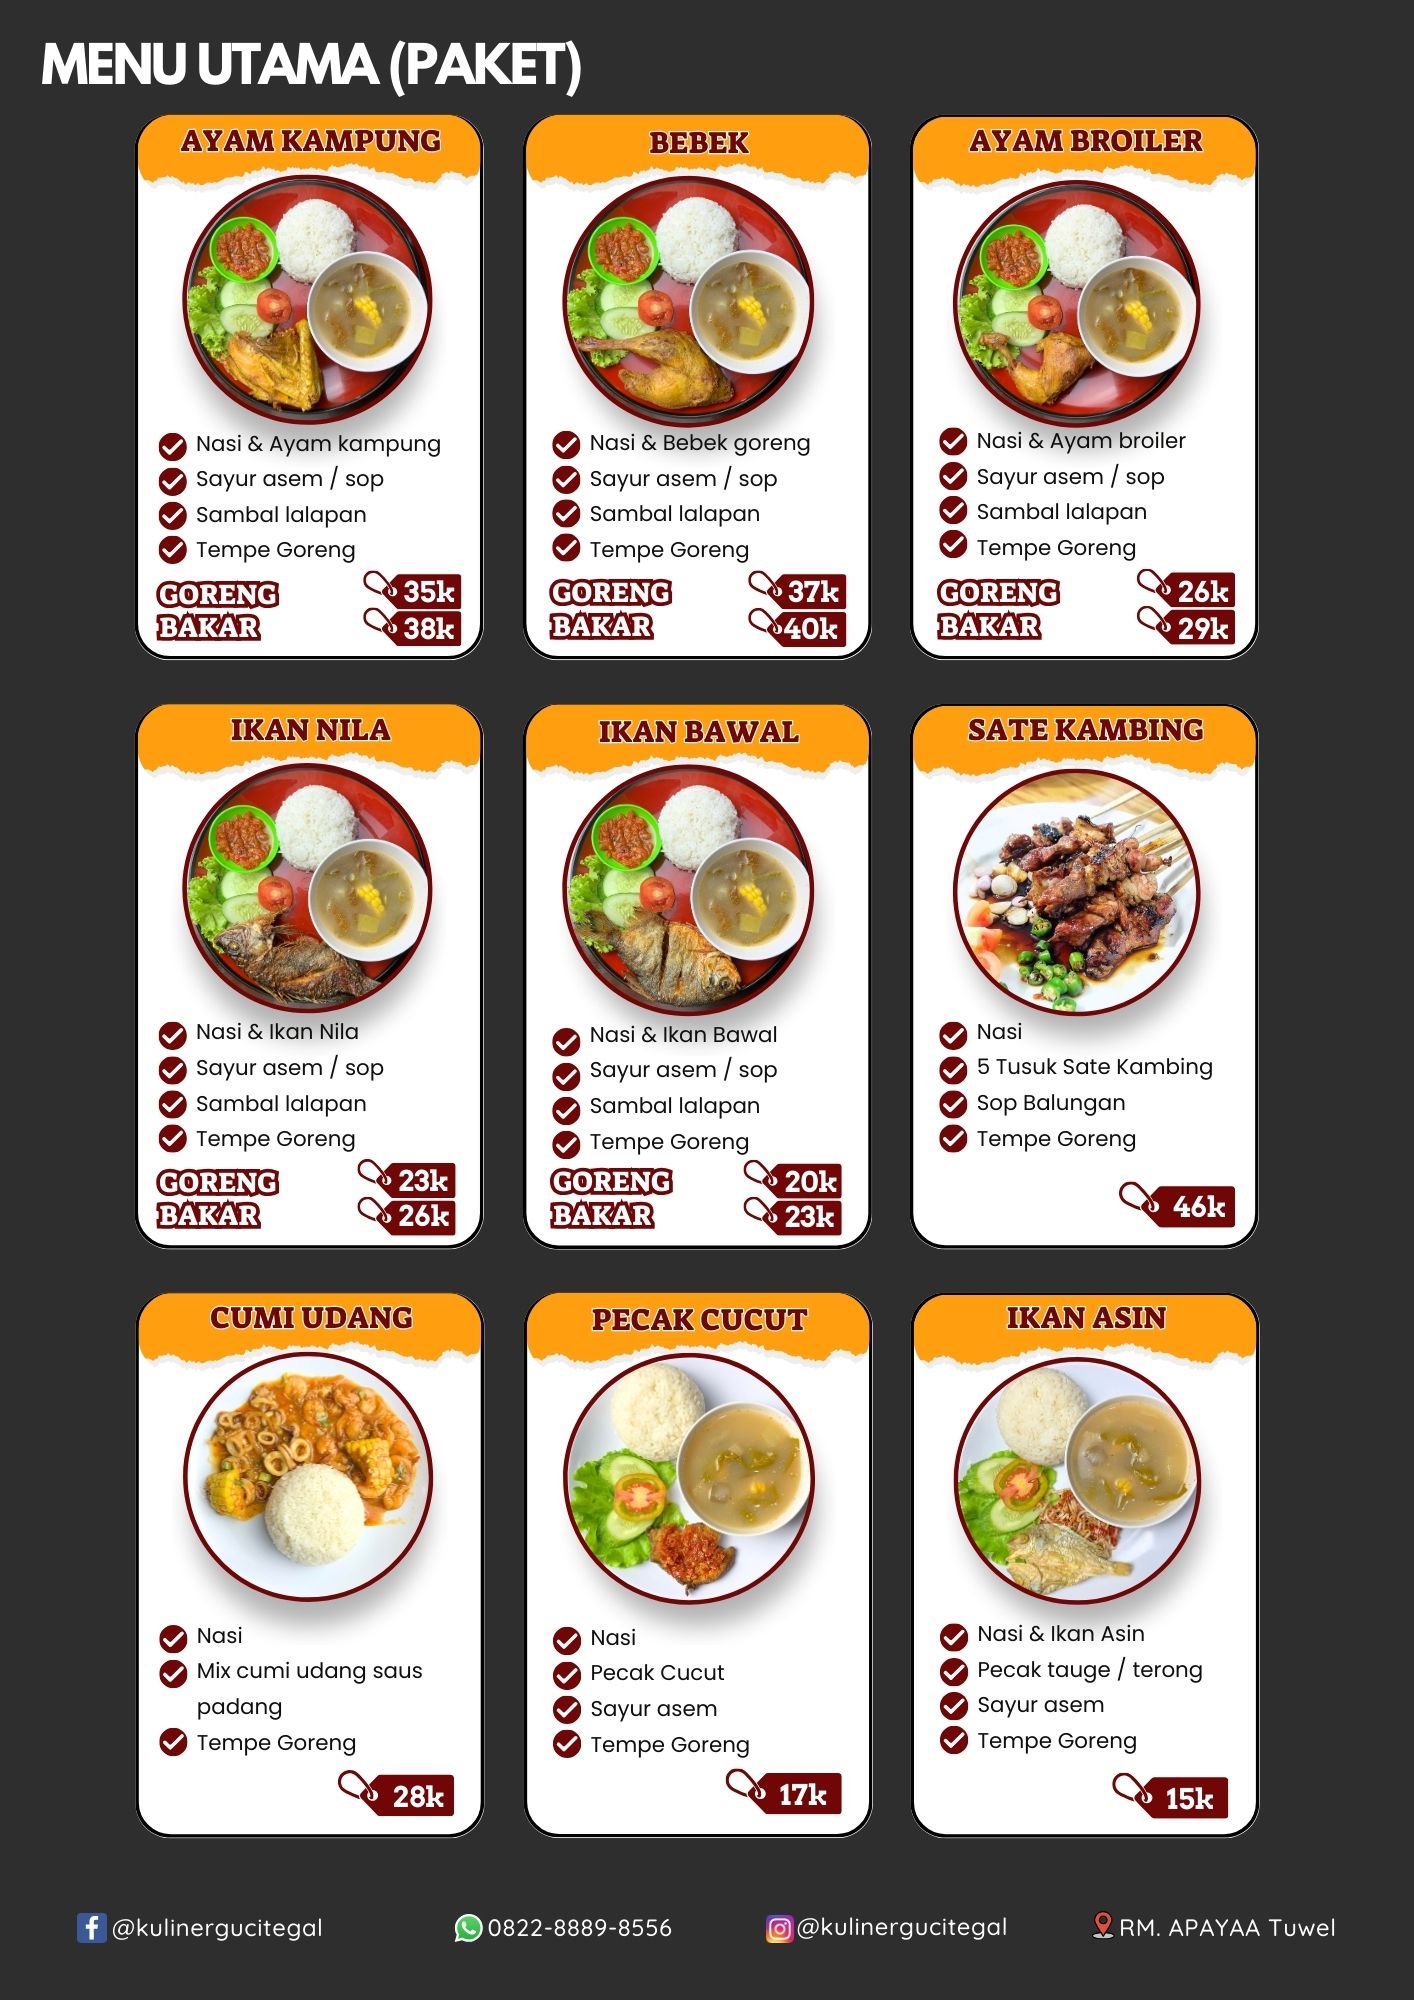 MENU UTAMA (PAKET)
AYAM KAMPUNG
Nasi & Ayam kampung
Sayur asem / sop
Sambal lalapan
Tempe Goreng
GORENG 35k
BAKAR 38k
BEBEK
Nasi & Bebek goreng
Sayur asem / sop
Sambal lalapan
Tempe Goreng
GORENG 37k
BAKAR 40k
AYAM BROILER
Nasi & Ayam broiler
Sayur asem / sop
Sambal lalapan
Tempe Goreng
GORENG 26k
BAKAR 29k
IKAN NILA
Nasi & Ikan Nila
Sayur asem / sop
Sambal lalapan
Tempe Goreng
GORENG 23k
BAKAR 26k
IKAN BAWAL
Nasi & Ikan Bawal
Sayur asem / sop
Sambal lalapan
Tempe Goreng
GORENG 20k
BAKAR 23k
SATE KAMBING
Nasi
5 Tusuk Sate Kambing
Sop Balungan
Tempe Goreng
46k
CUMI UDANG
Nasi
Mix cumi udang saus
padang
Tempe Goreng
28k
PECAK CUCUT
Nasi
Pecak Cucut
Sayur asem
Tempe Goreng
17k
IKAN ASIN
Nasi & Ikan Asin
Pecak tauge / terong
Sayur asem
Tempe Goreng
15k
@kulinergucitegal 0822-8889-8556 @kulinergucitegal RM. APAYAA Tuwel